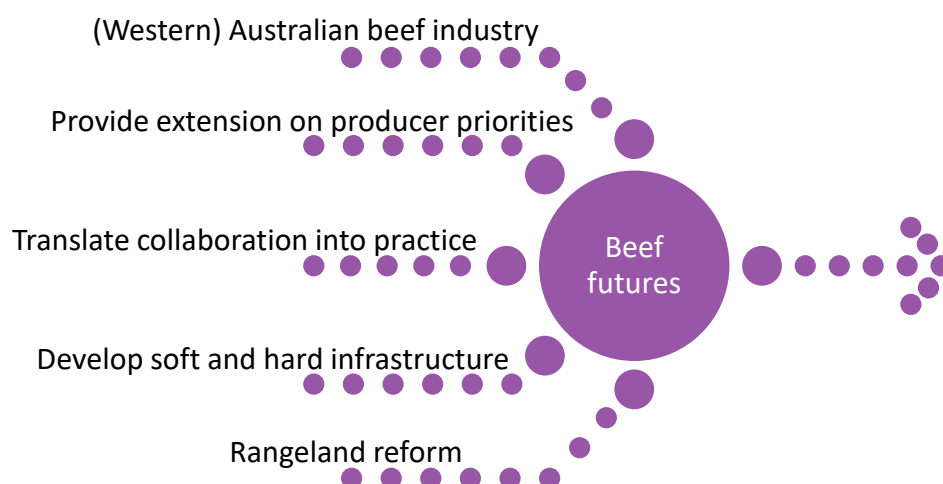 (Western) Australian beef industry
Provide extension on producer priorities
Translate collaboration into practice
Beef
futures
Develop soft and hard infrastructure
Rangeland reform